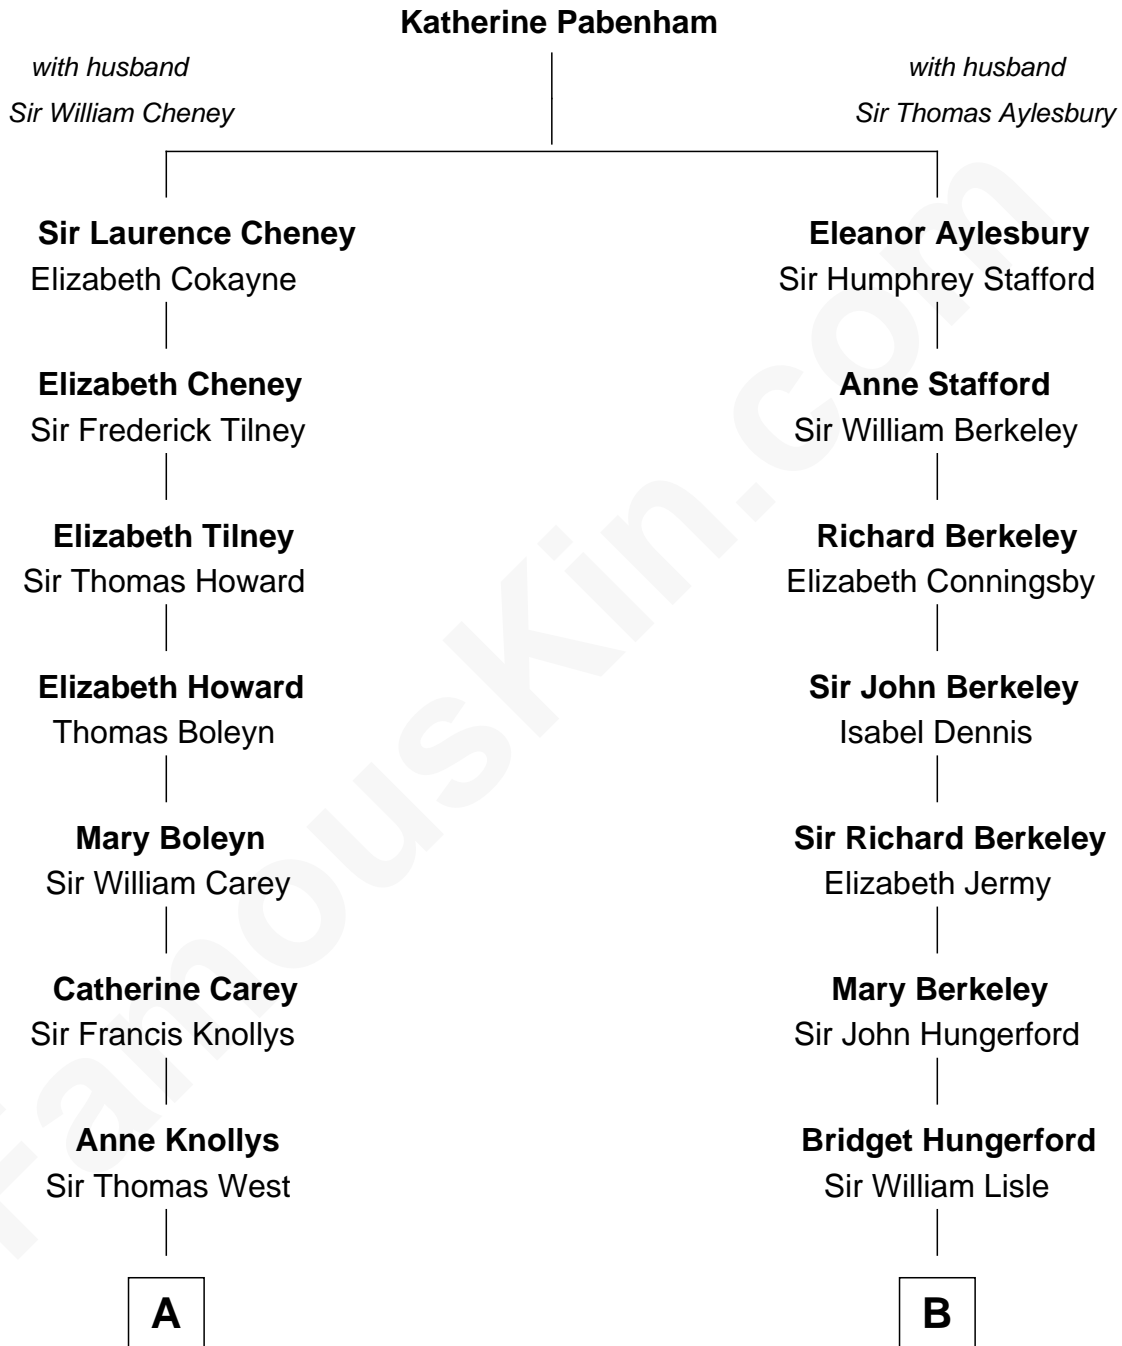 Katherine Pabenham
with husband
Sir William Cheney
with husband
Sir Thomas Aylesbury
Sir Laurence Cheney
Elizabeth Cokayne
Eleanor Aylesbury
Sir Humphrey Stafford
Elizabeth Cheney
Sir Frederick Tilney
Anne Stafford
Sir William Berkeley
Elizabeth Tilney
Sir Thomas Howard
Richard Berkeley
Elizabeth Conningsby
Elizabeth Howard
Thomas Boleyn
Sir John Berkeley
Isabel Dennis
Mary Boleyn
Sir William Carey
Sir Richard Berkeley
Elizabeth Jermy
Catherine Carey
Sir Francis Knollys
Mary Berkeley
Sir John Hungerford
Anne Knollys
Sir Thomas West
Bridget Hungerford
Sir William Lisle
A
B
FamousKin.com